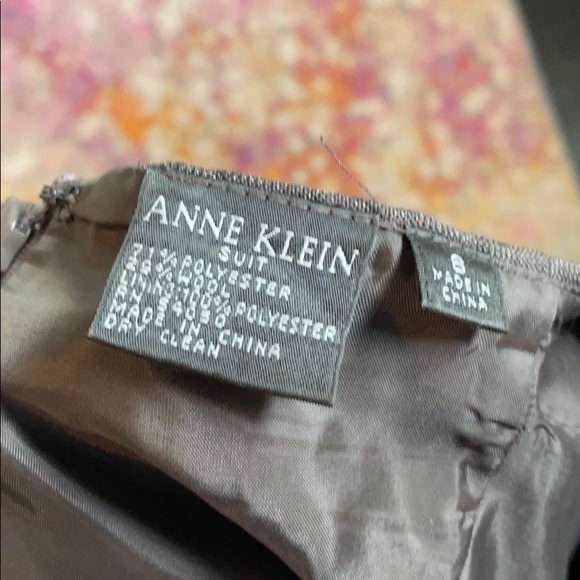 ANNE KLEIN
SUIT
71% POLYESTER
29% WOOL
LINING: 100% POLYESTER
MADE IN CHINA
DRY CLEAN
8
MADE IN
CHINA